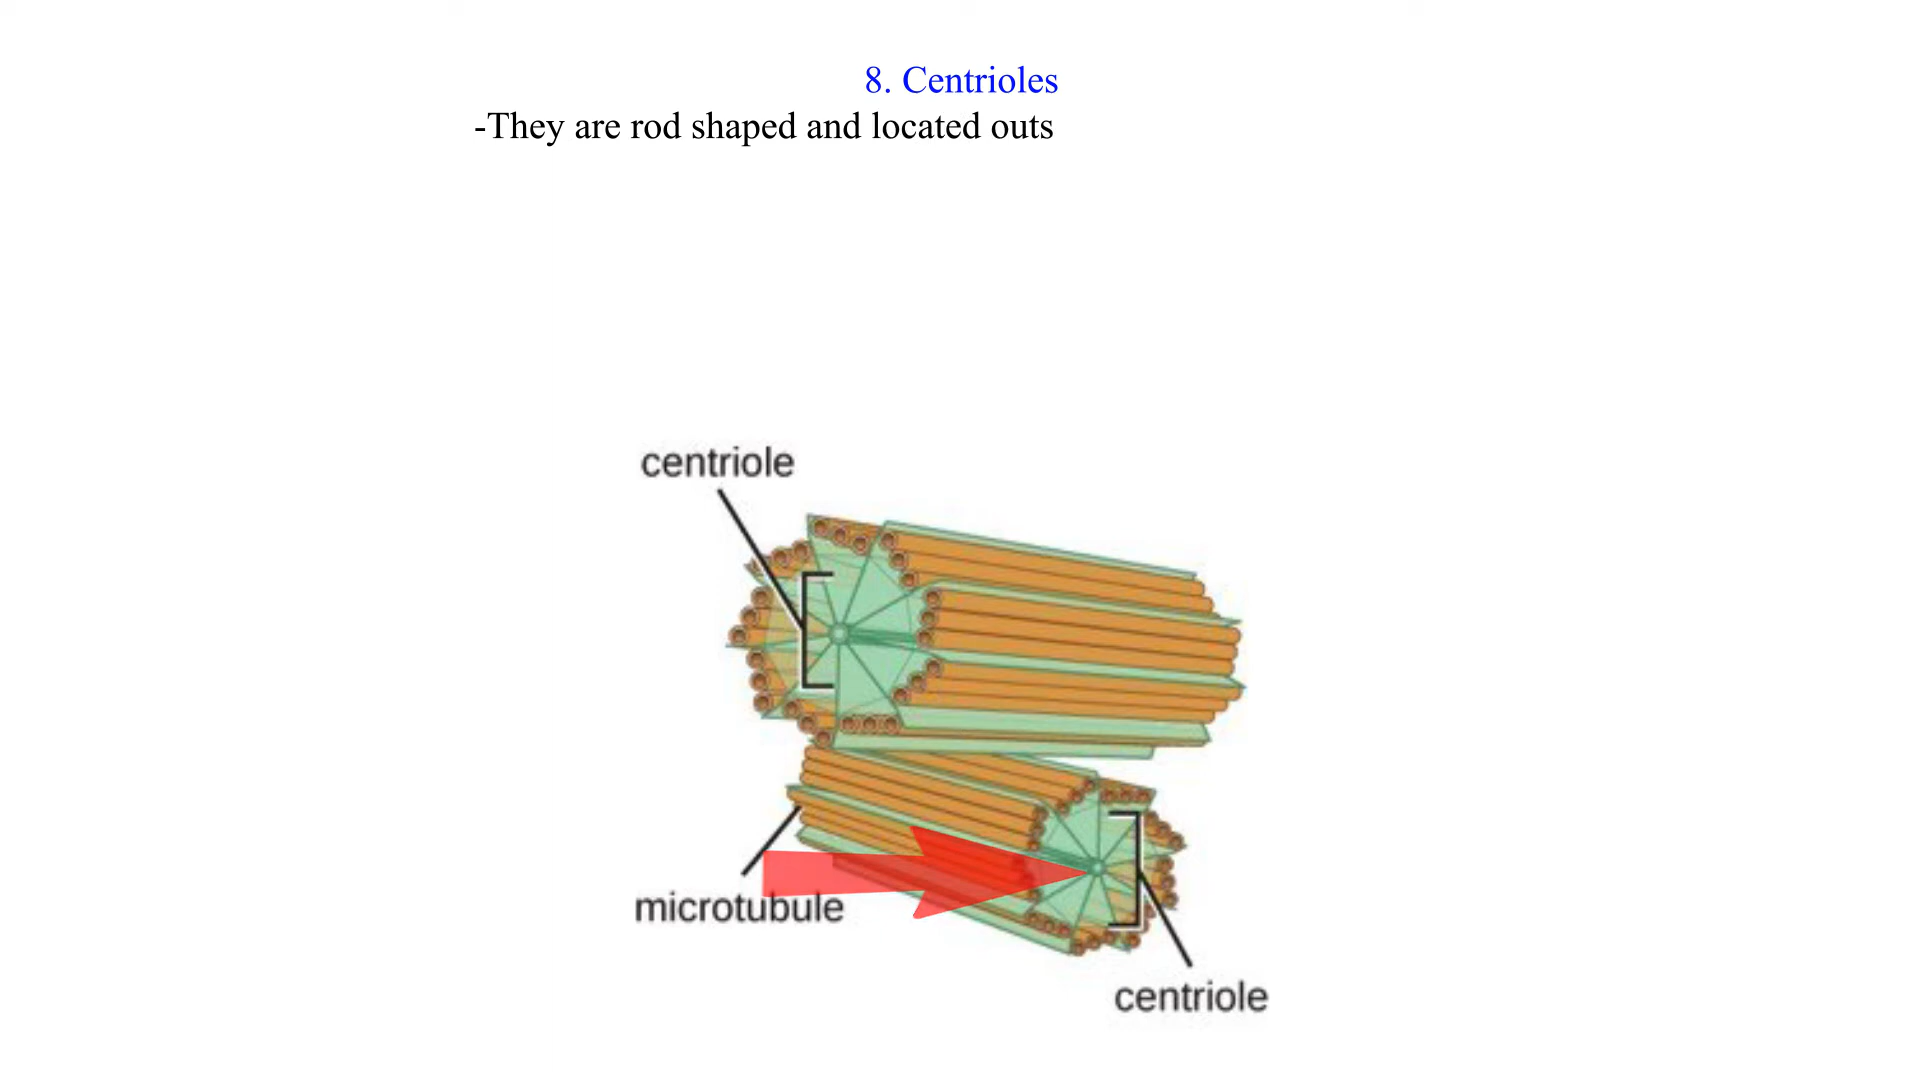 8. Centrioles
-They are rod shaped and located outs
centriole
microtubule
centriole